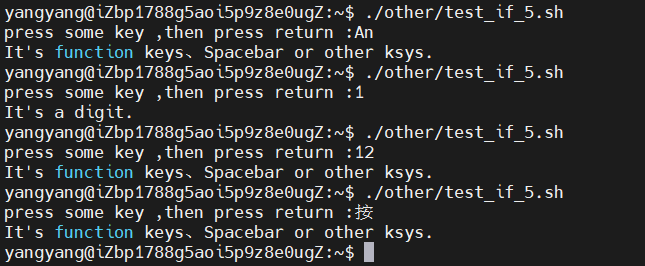 yangyang@iZbp1788g5aoi5p9z8e0ugZ:~$ ./other/test_if_5.sh
press some key ,then press return :An
It's function keys、Spacebar or other ksys.
yangyang@iZbp1788g5aoi5p9z8e0ugZ:~$ ./other/test_if_5.sh
press some key ,then press return :1
It's a digit.
yangyang@iZbp1788g5aoi5p9z8e0ugZ:~$ ./other/test_if_5.sh
press some key ,then press return :12
It's function keys、Spacebar or other ksys.
yangyang@iZbp1788g5aoi5p9z8e0ugZ:~$ ./other/test_if_5.sh
press some key ,then press return :按
It's function keys、Spacebar or other ksys.
yangyang@iZbp1788g5aoi5p9z8e0ugZ:~$